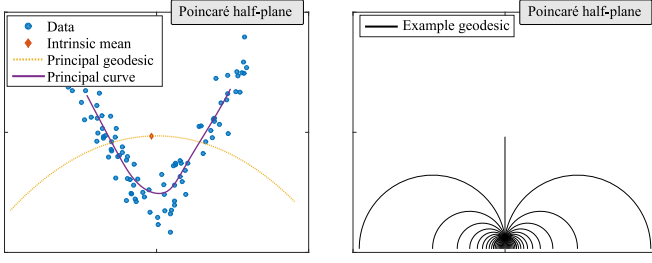 Poincaré half-plane
Data
Intrinsic mean
Principal geodesic
Principal curve
Poincaré half-plane
Example geodesic